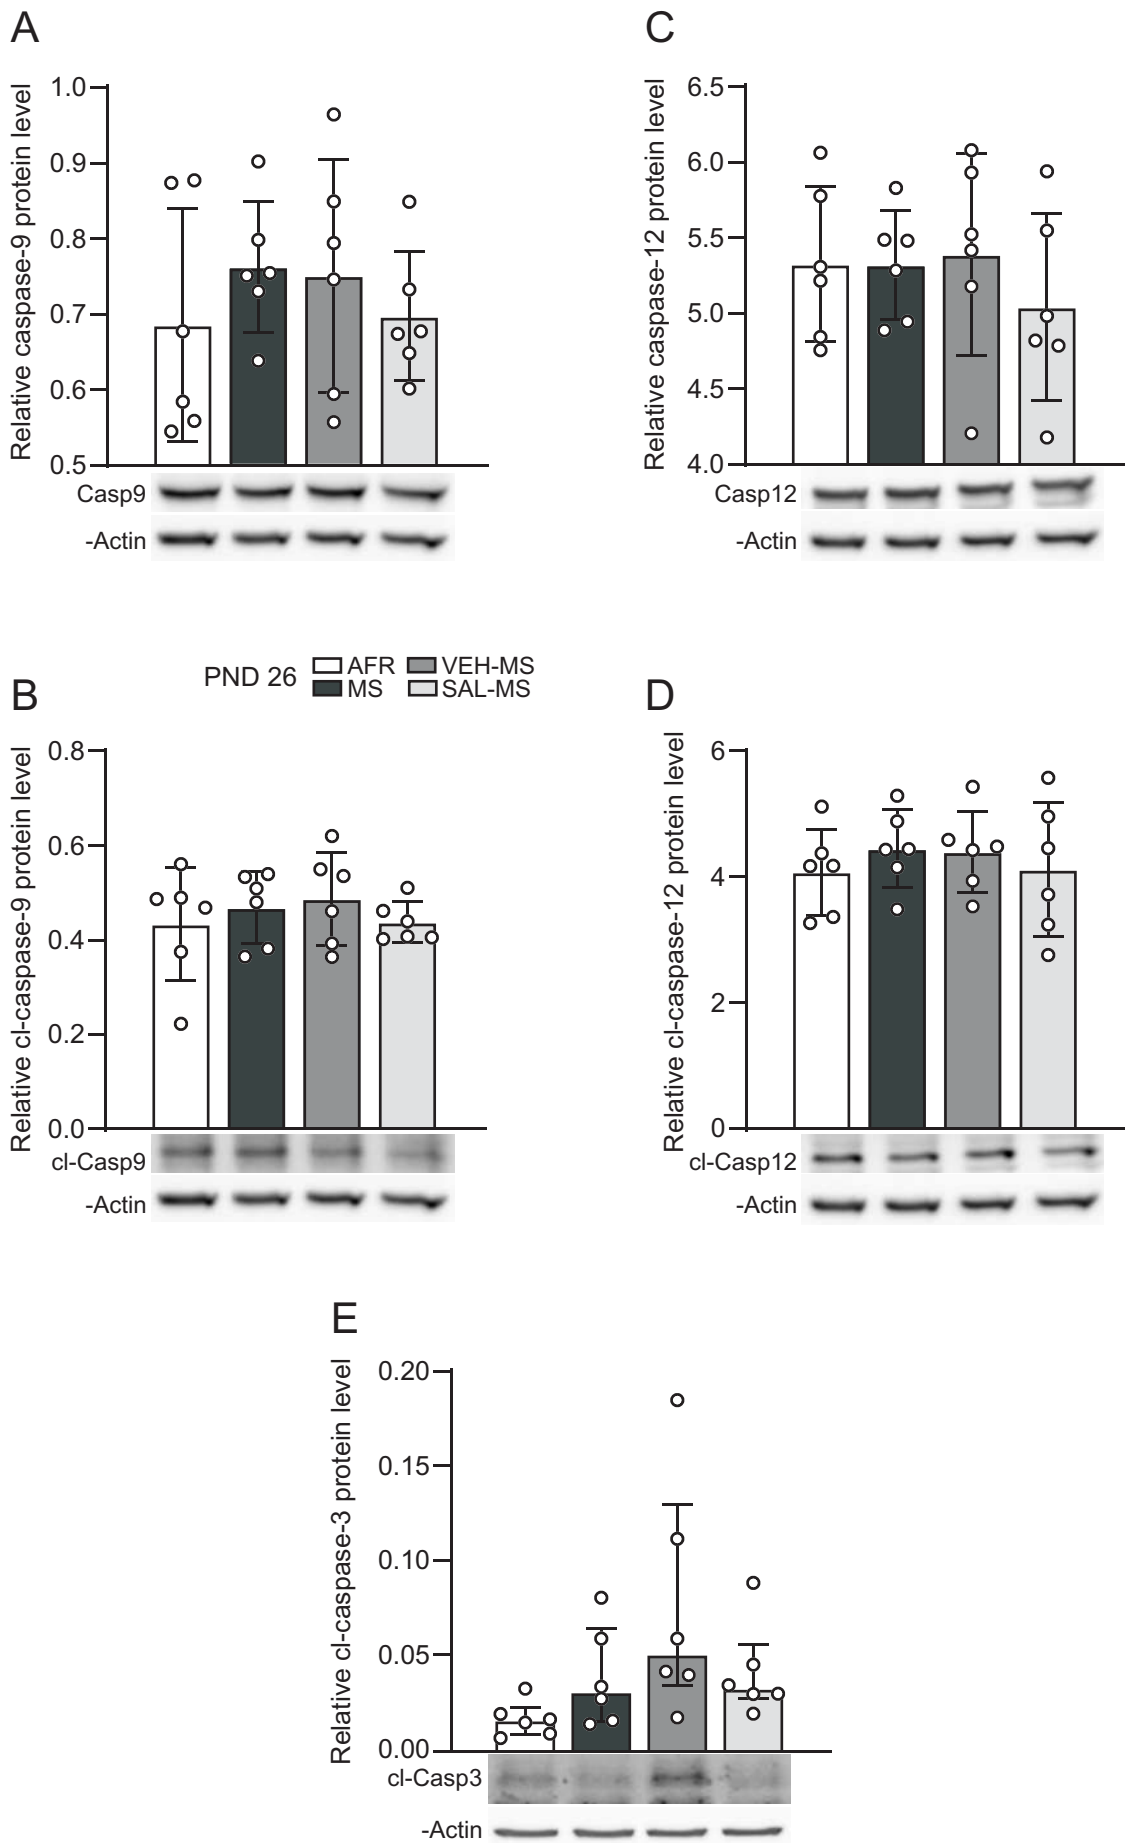 A
Relative caspase-9 protein level
1.0
0.9
0.8
0.7
0.6
0.5
Casp9
-Actin
C
Relative caspase-12 protein level
6.5
6.0
5.5
5.0
4.5
4.0
Casp12
-Actin
PND 26
AFR
VEH-MS
MS
SAL-MS
B
Relative cl-caspase-9 protein level
0.8
0.6
0.4
0.2
0.0
cl-Casp9
-Actin
D
Relative cl-caspase-12 protein level
6
4
2
0
cl-Casp12
-Actin
E
Relative cl-caspase-3 protein level
0.20
0.15
0.10
0.05
0.00
cl-Casp3
-Actin